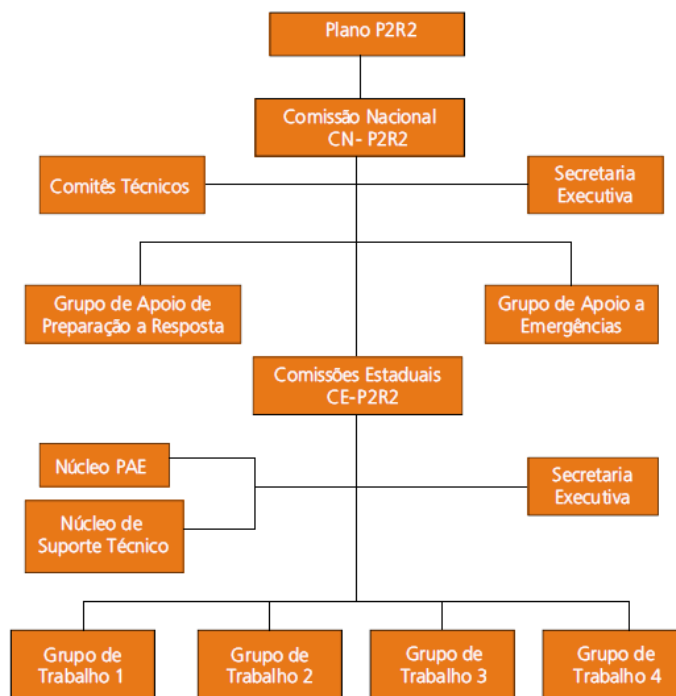 Plano P2R2
Comissão Nacional
CN- P2R2
Comitês Técnicos
Secretaria
Executiva
Grupo de Apoio de
Preparação a Resposta
Grupo de Apoio a
Emergências
Comissões Estaduais
CE-P2R2
Núcleo PAE
Secretaria
Executiva
Núcleo de
Suporte Técnico
Grupo de
Trabalho 1
Grupo de
Trabalho 2
Grupo de
Trabalho 3
Grupo de
Trabalho 4